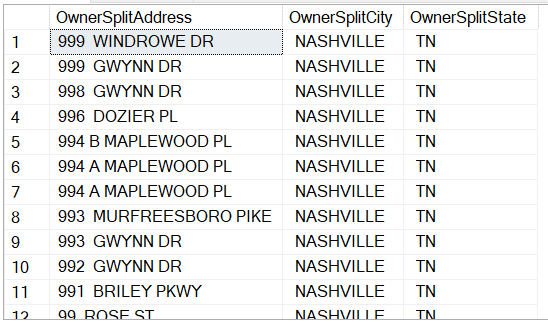 OwnerSplitAddress OwnerSplitCity OwnerSplitState
1 999  WINDROWE DR NASHVILLE TN
2 999  GWYNN DR NASHVILLE TN
3 998  GWYNN DR NASHVILLE TN
4 996  DOZIER PL NASHVILLE TN
5 994 B MAPLEWOOD PL NASHVILLE TN
6 994 A MAPLEWOOD PL NASHVILLE TN
7 994 A MAPLEWOOD PL NASHVILLE TN
8 993  MURFREESBORO PIKE NASHVILLE TN
9 993  GWYNN DR NASHVILLE TN
10 992  GWYNN DR NASHVILLE TN
11 991  BRILEY PKWY NASHVILLE TN
12 99  ROSE ST NASHVILLE TN